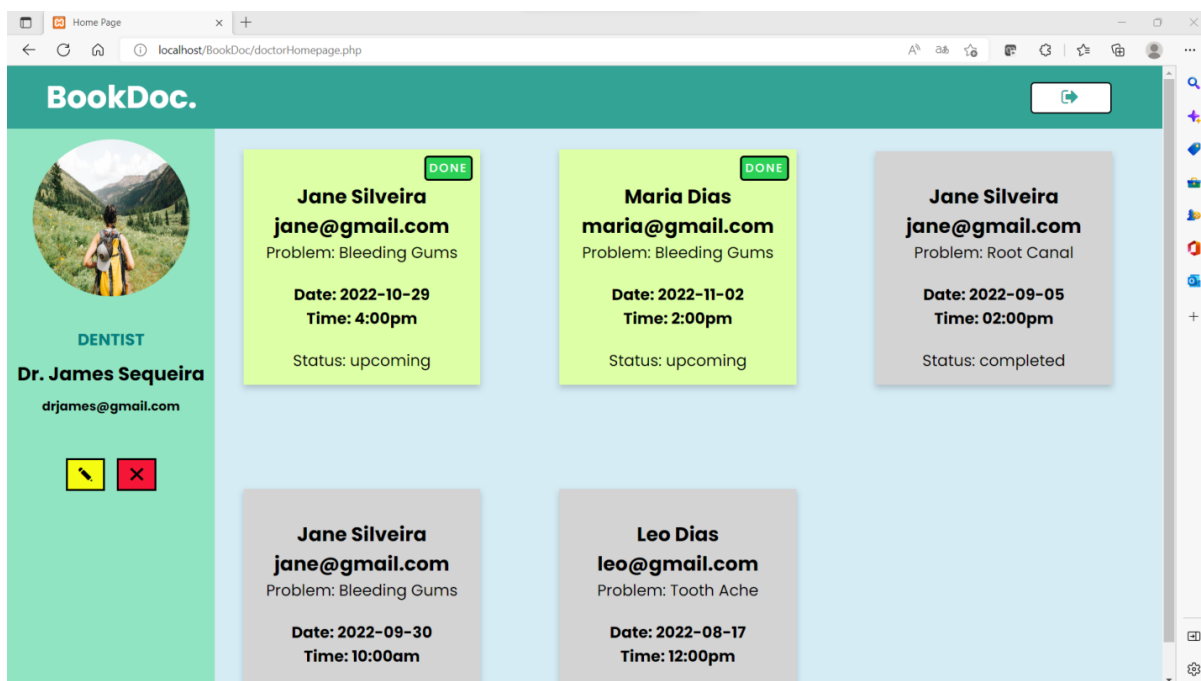 Home Page
localhost/BookDoc/doctorHomepage.php
BookDoc.
DENTIST
Dr. James Sequeira
drjames@gmail.com
DONE
Jane Silveira
jane@gmail.com
Problem: Bleeding Gums
Date: 2022-10-29
Time: 4:00pm
Status: upcoming
DONE
Maria Dias
maria@gmail.com
Problem: Bleeding Gums
Date: 2022-11-02
Time: 2:00pm
Status: upcoming
Jane Silveira
jane@gmail.com
Problem: Root Canal
Date: 2022-09-05
Time: 02:00pm
Status: completed
Jane Silveira
jane@gmail.com
Problem: Bleeding Gums
Date: 2022-09-30
Time: 10:00am
Leo Dias
leo@gmail.com
Problem: Tooth Ache
Date: 2022-08-17
Time: 12:00pm